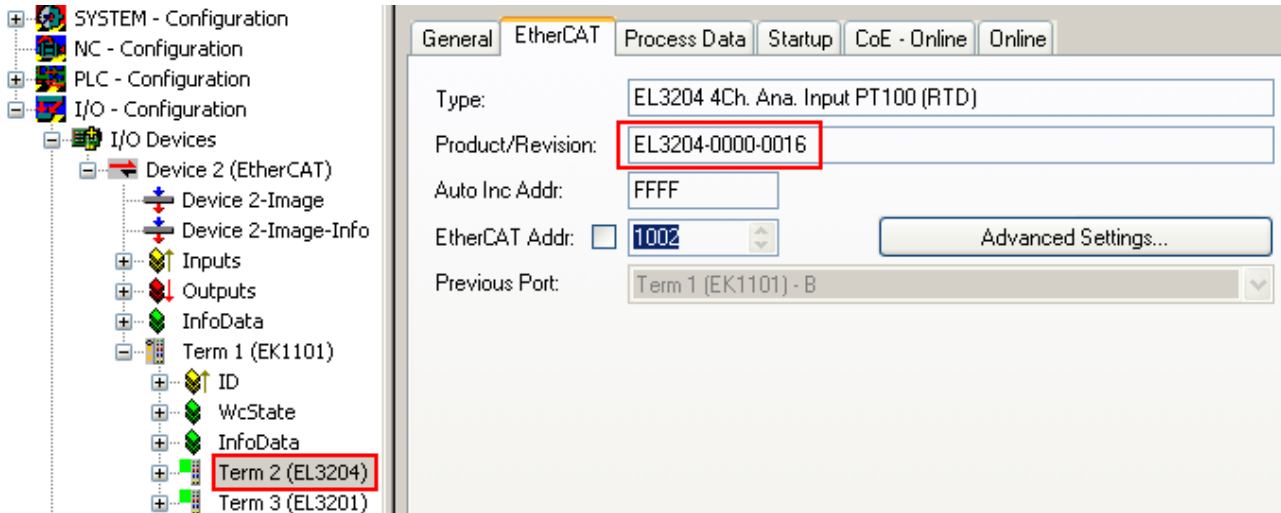 SYSTEM - Configuration
NC - Configuration
PLC - Configuration
I/O - Configuration
I/O Devices
Device 2 (EtherCAT)
Device 2-Image
Device 2-Image-Info
Inputs
Outputs
InfoData
Term 1 (EK1101)
ID
WcState
InfoData
Term 2 (EL3204)
Term 3 (EL3201)
General EtherCAT Process Data Startup CoE - Online Online
Type: EL3204 4Ch. Ana. Input PT100 (RTD)
Product/Revision: EL3204-0000-0016
Auto Inc Addr: FFFF
EtherCAT Addr: 1002 Advanced Settings...
Previous Port: Term 1 (EK1101) - B